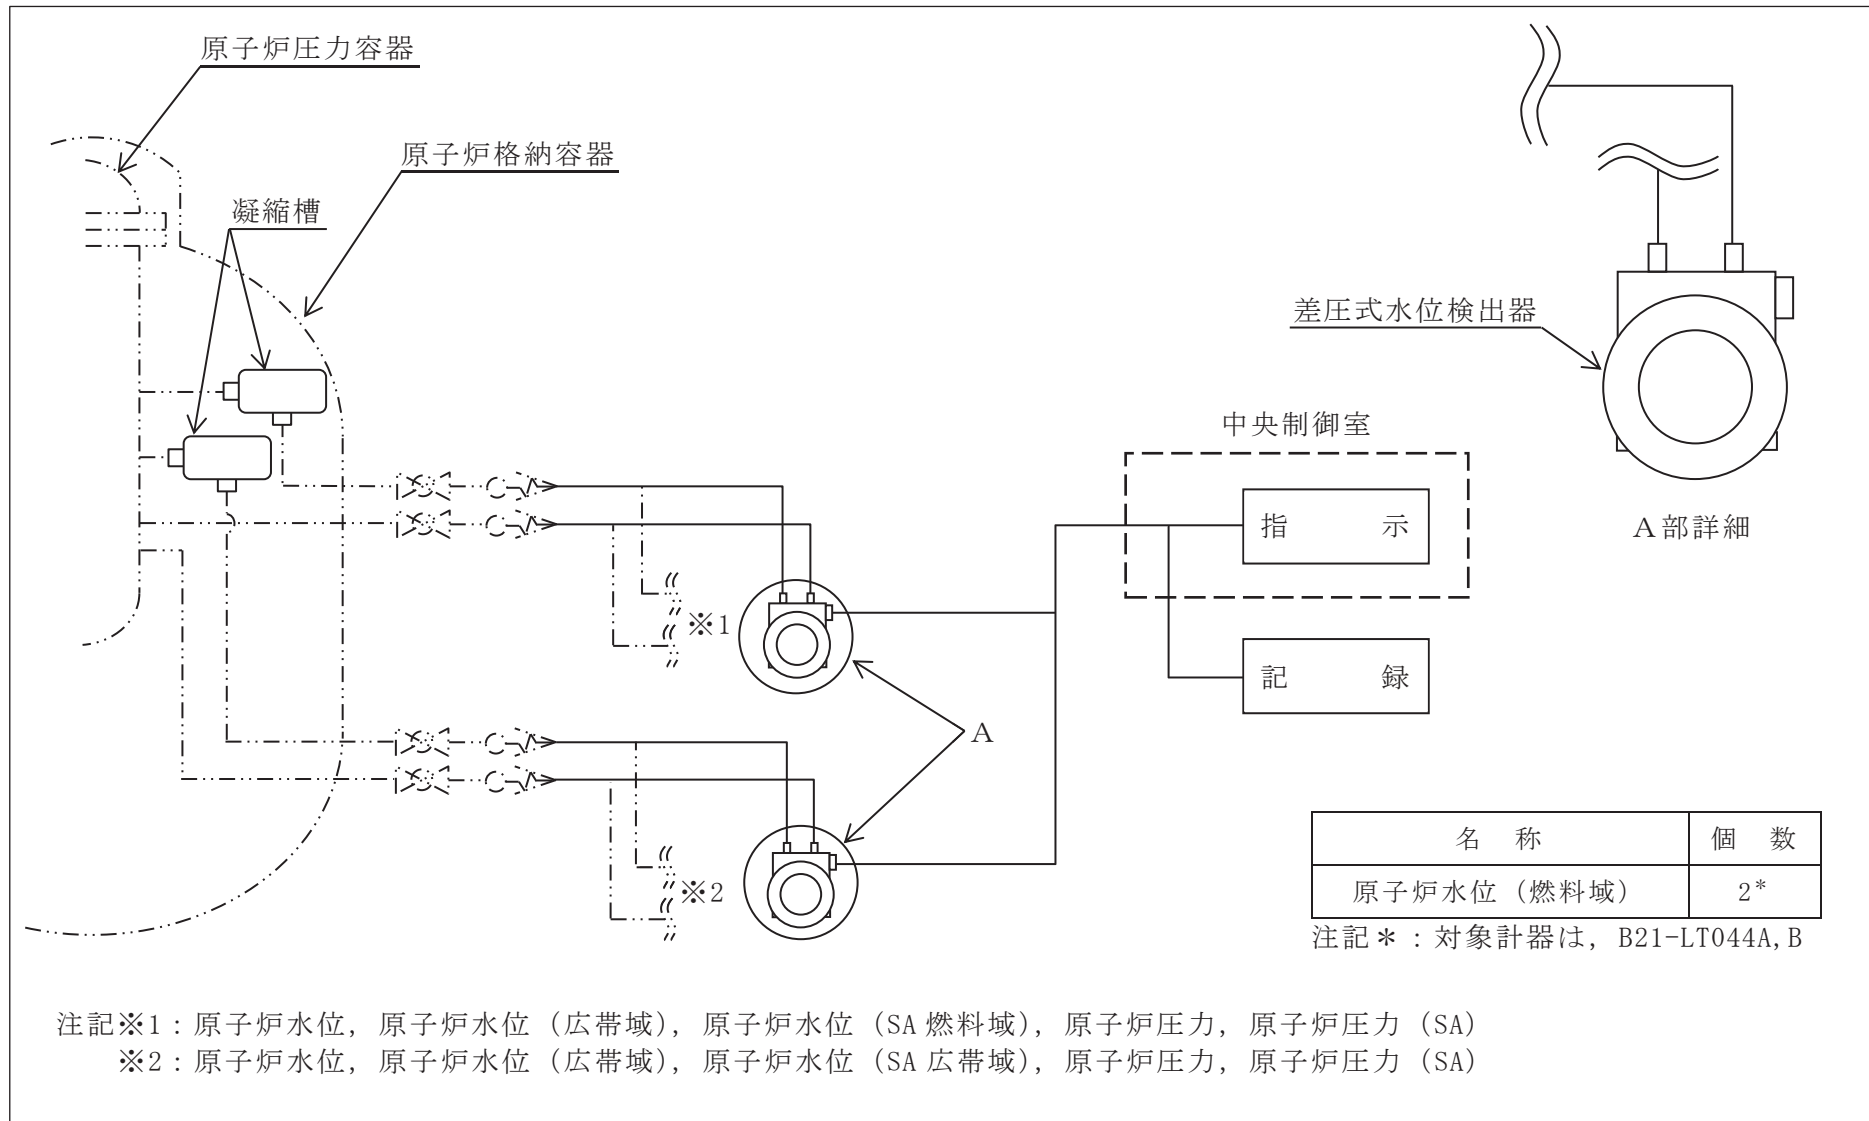 原子炉圧力容器
原子炉格納容器
凝縮槽
差圧式水位検出器
中央制御室
指　示
A部詳細
※1
記　録
A
※2
名　称　個　数
原子炉水位（燃料域）　2*
注記＊：対象計器は，B21-LT044A,B
注記※1：原子炉水位，原子炉水位（広帯域），原子炉水位（SA 燃料域），原子炉圧力，原子炉圧力（SA）
※2：原子炉水位，原子炉水位（広帯域），原子炉水位（SA 広帯域），原子炉圧力，原子炉圧力（SA）